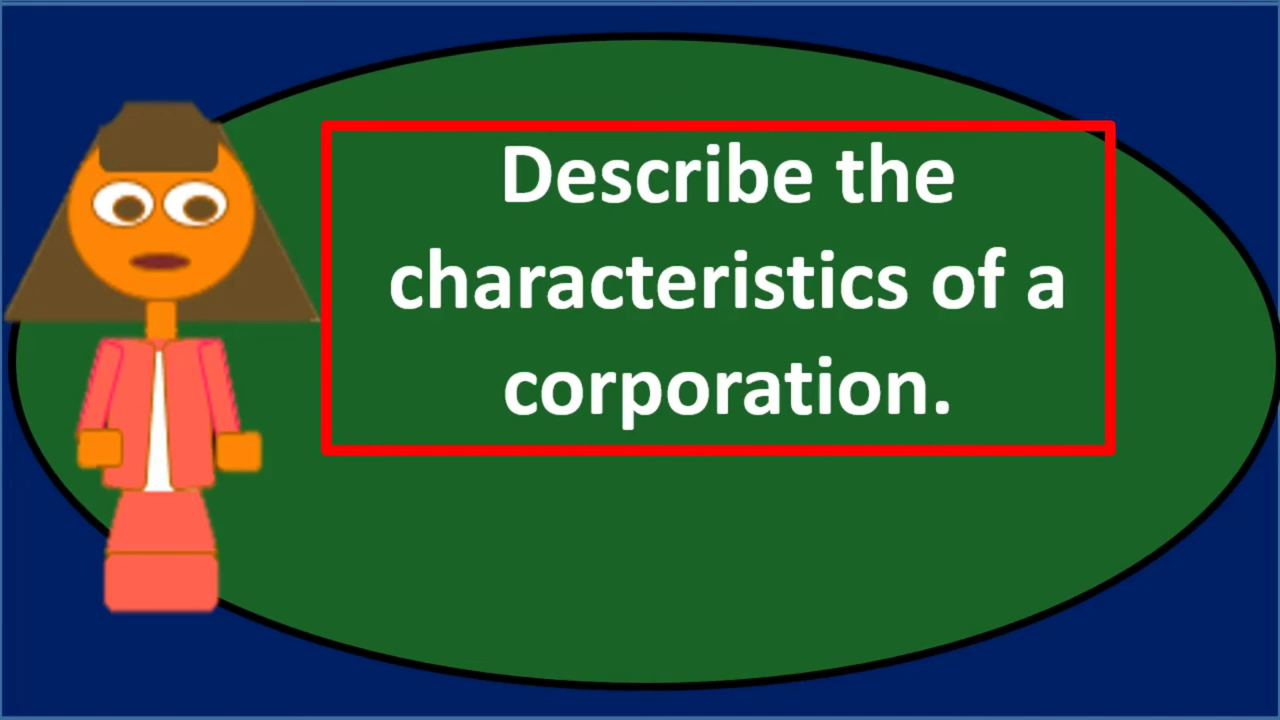 Describe the
characteristics of a
corporation.